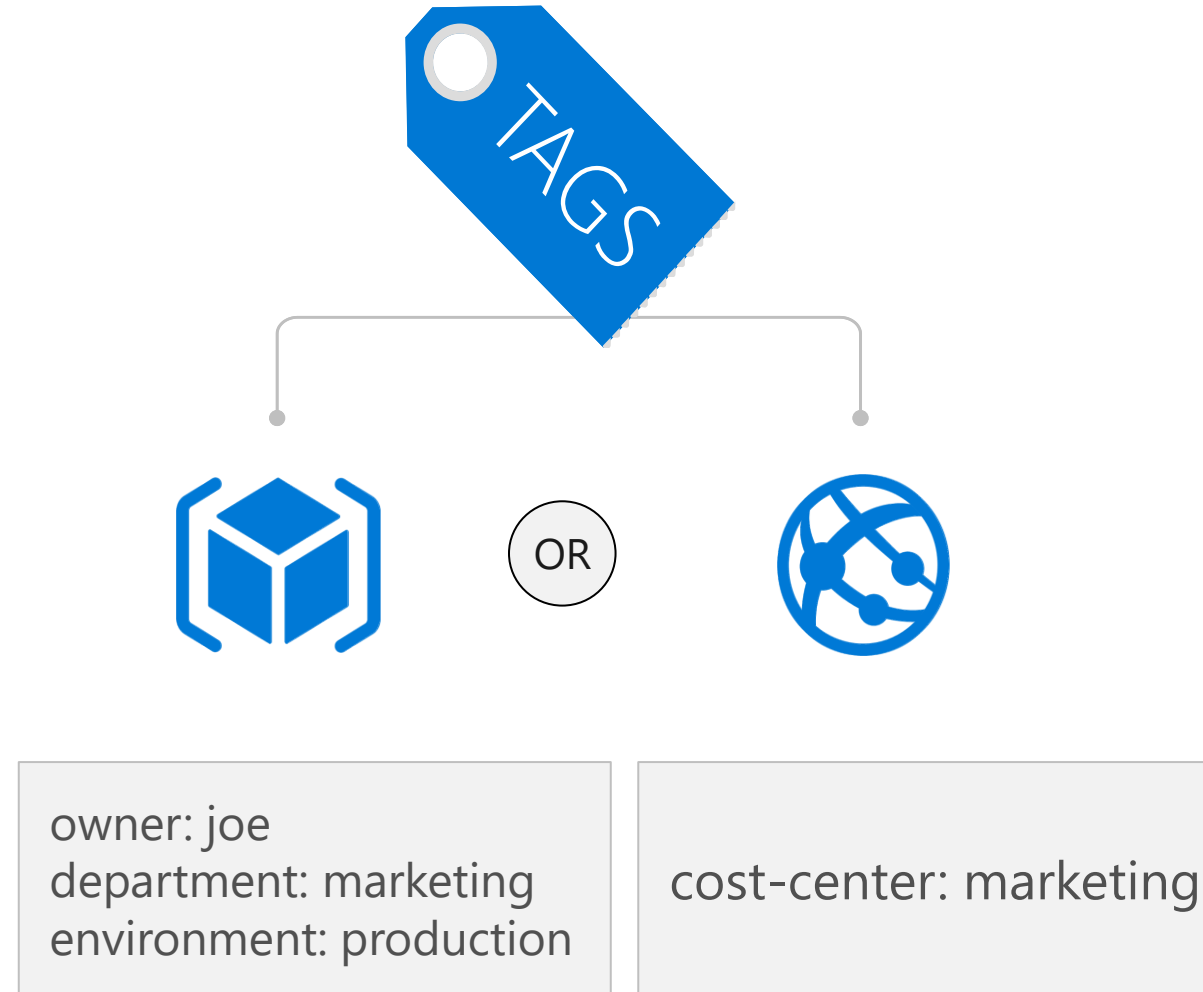 TAGS
OR
owner: joe
department: marketing
environment: production
cost-center: marketing